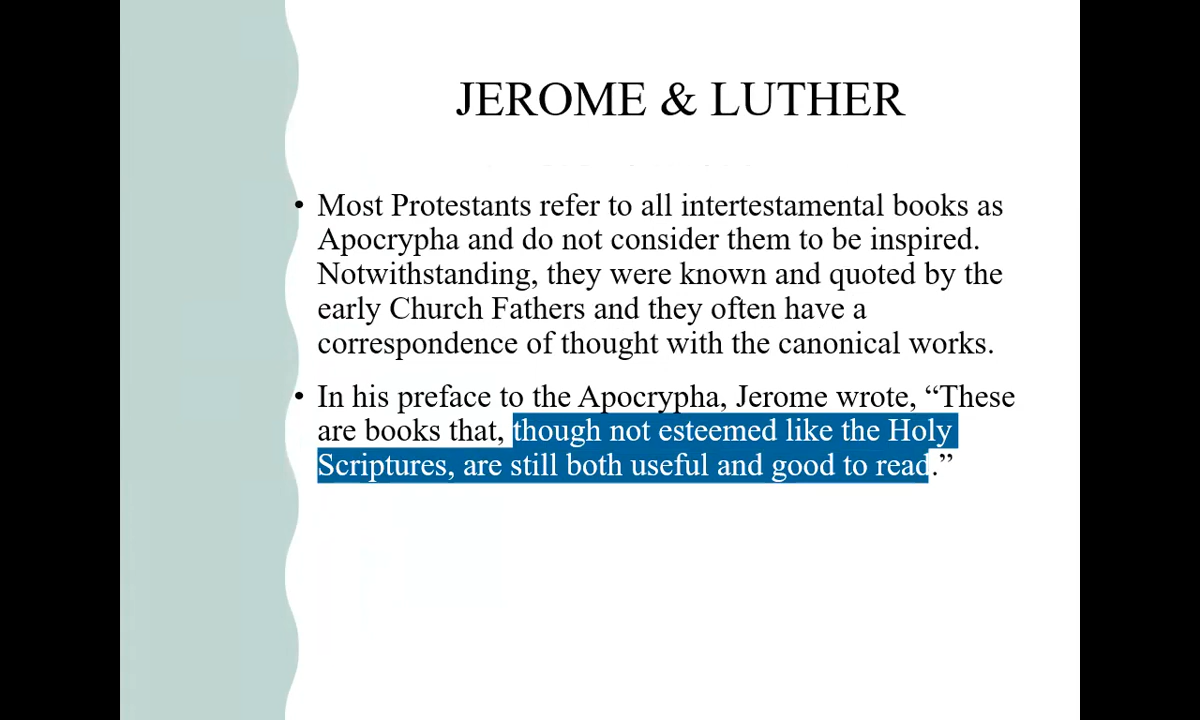 JEROME & LUTHER
• Most Protestants refer to all intertestamental books as
Apocrypha and do not consider them to be inspired.
Notwithstanding, they were known and quoted by the
early Church Fathers and they often have a
correspondence of thought with the canonical works.
• In his preface to the Apocrypha, Jerome wrote, “These
are books that, though not esteemed like the Holy
Scriptures, are still both useful and good to read.”